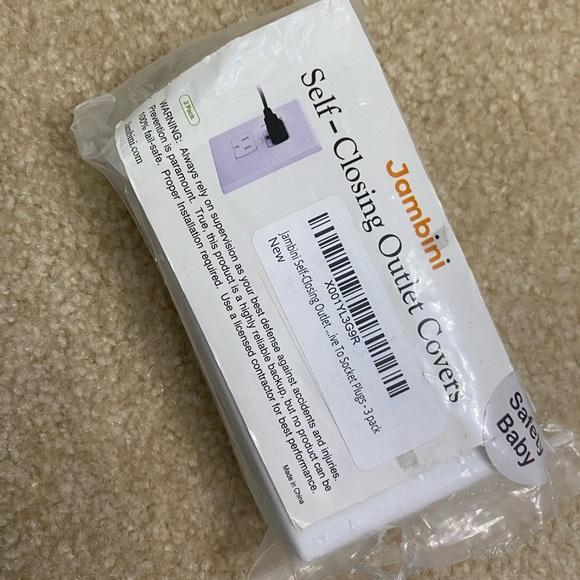 Jambini
Self-Closing Outlet Covers
3 Pack
X001YL3G9R
Jambini Self-Closing Outlet ...ive To Socket Plugs - 3 pack
New
Safety
Baby
WARNING: Always rely on supervision as your best defense against accidents and injuries.
Prevention is paramount. True, this product is a highly reliable backup, but no product can be
100% fail-safe. Proper Installation required. Use a licensed contractor for best performance.
Jambini.com
Made in China